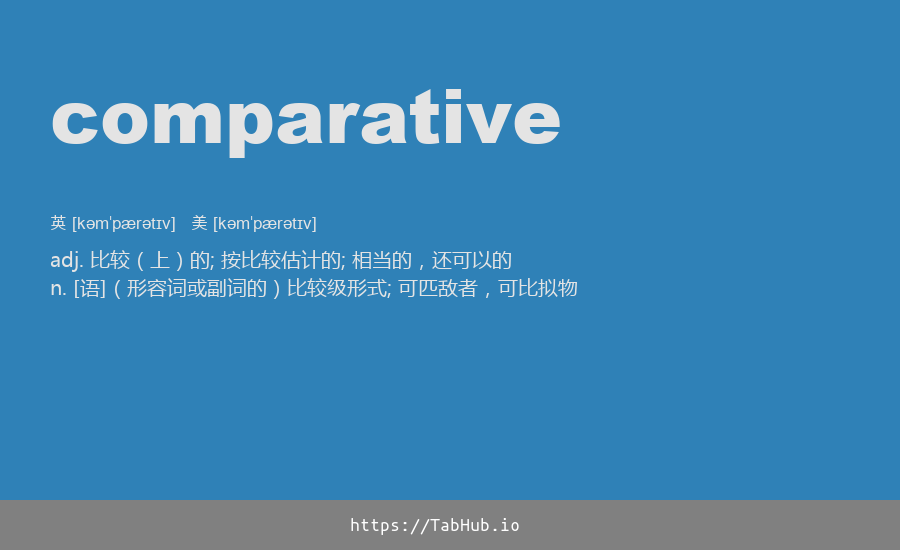 comparative
英 [kəmˈpærətɪv] 美 [kəmˈpærətɪv]
adj. 比较（上）的; 按比较估计的; 相当的，还可以的
n. [语]（形容词或副词的）比较级形式; 可匹敌者，可比拟物
https://TabHub.io